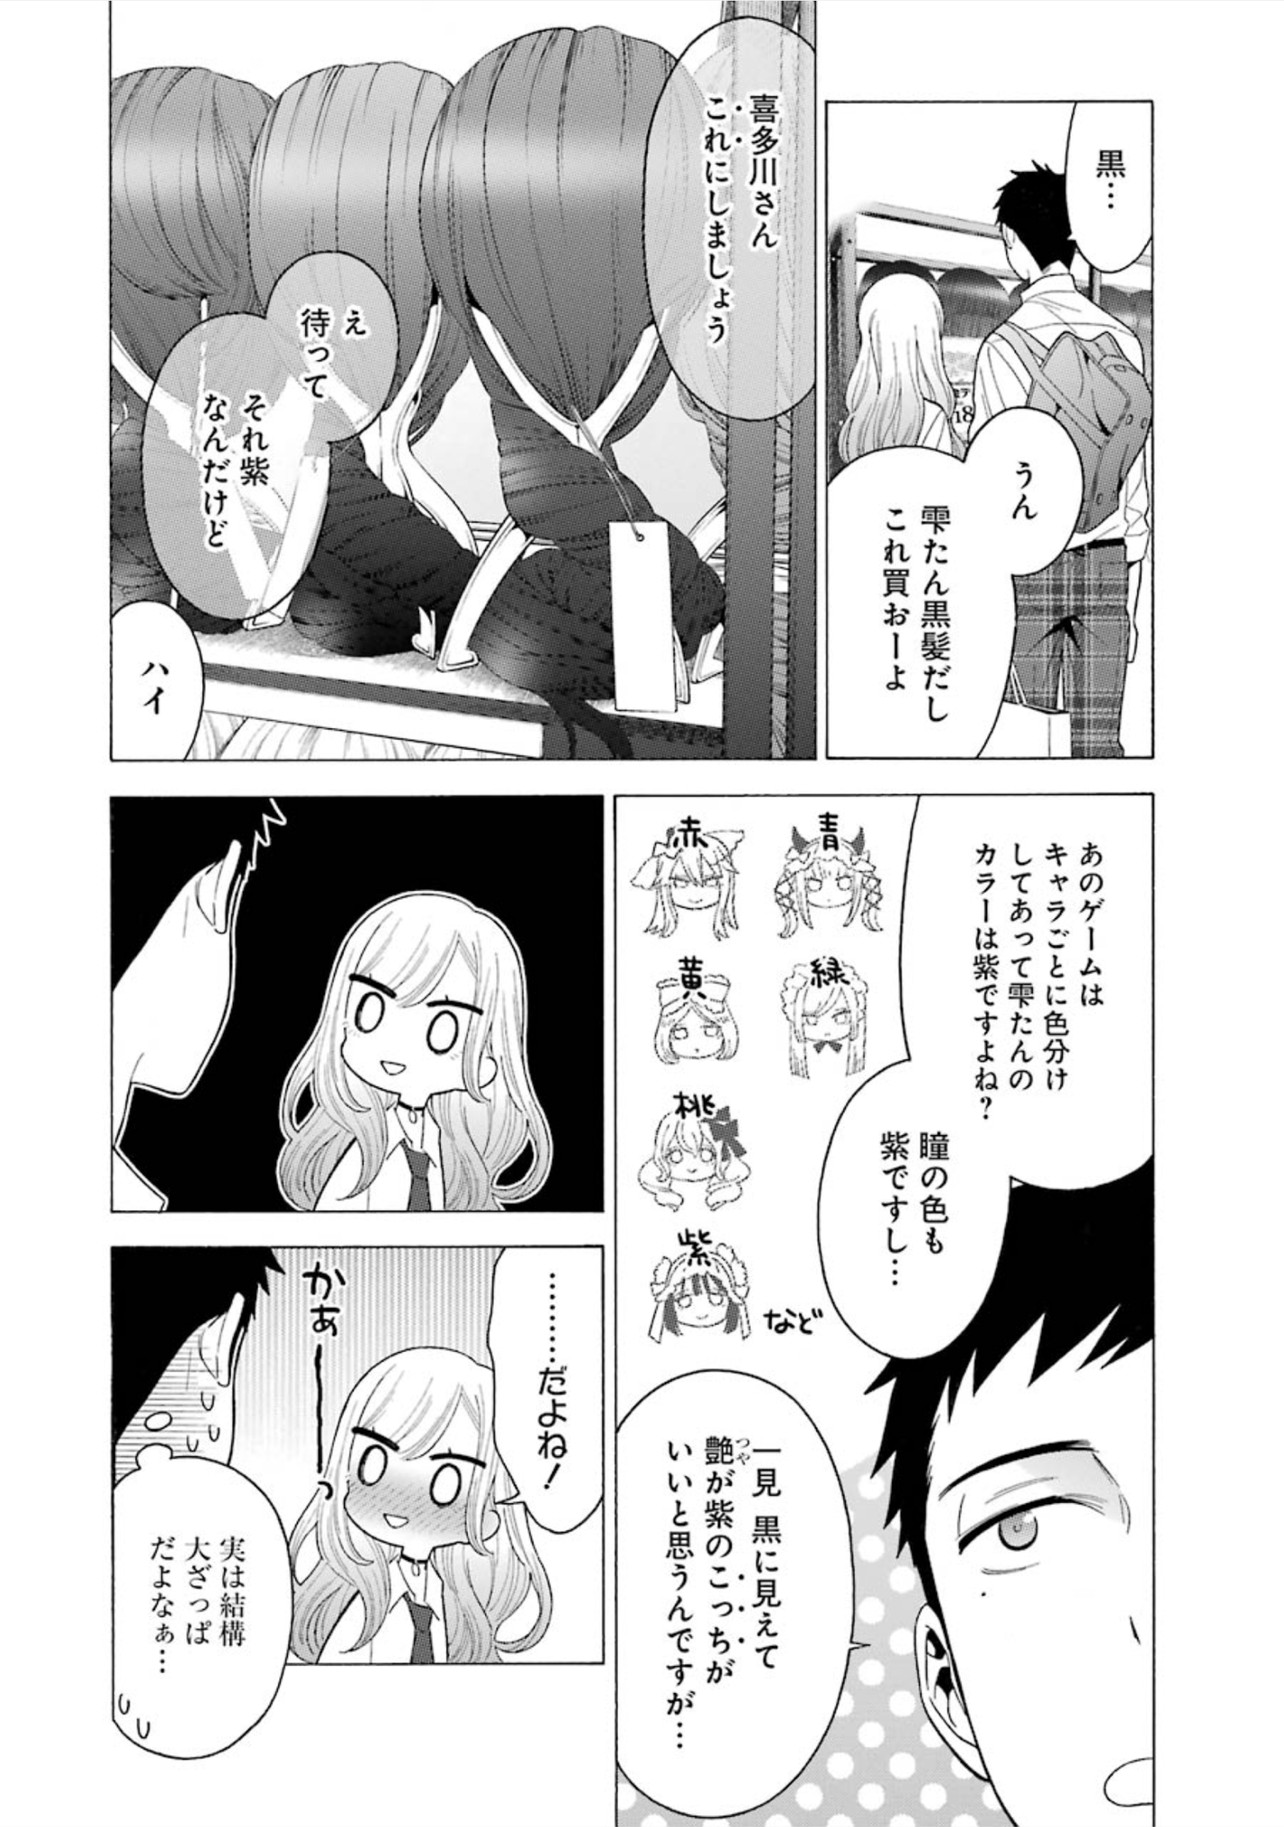 黒…
うん
雫たん黒髪だし
これ買おーよ
18
喜多川さん
これにしましょう
え
待って
それ紫
なんだけど
ハイ
あのゲームは
キャラごとに色分け
してあって雫たんの
カラーは紫ですよね？
瞳の色も
紫ですし…
青
赤
緑
黄
桃
紫
など
一見 黒に見えて
艶が紫のこっちが
つや
いいと思うんですが…
………だよね！
かあーっ
実は結構
大ざっぱ
だよなぁ…